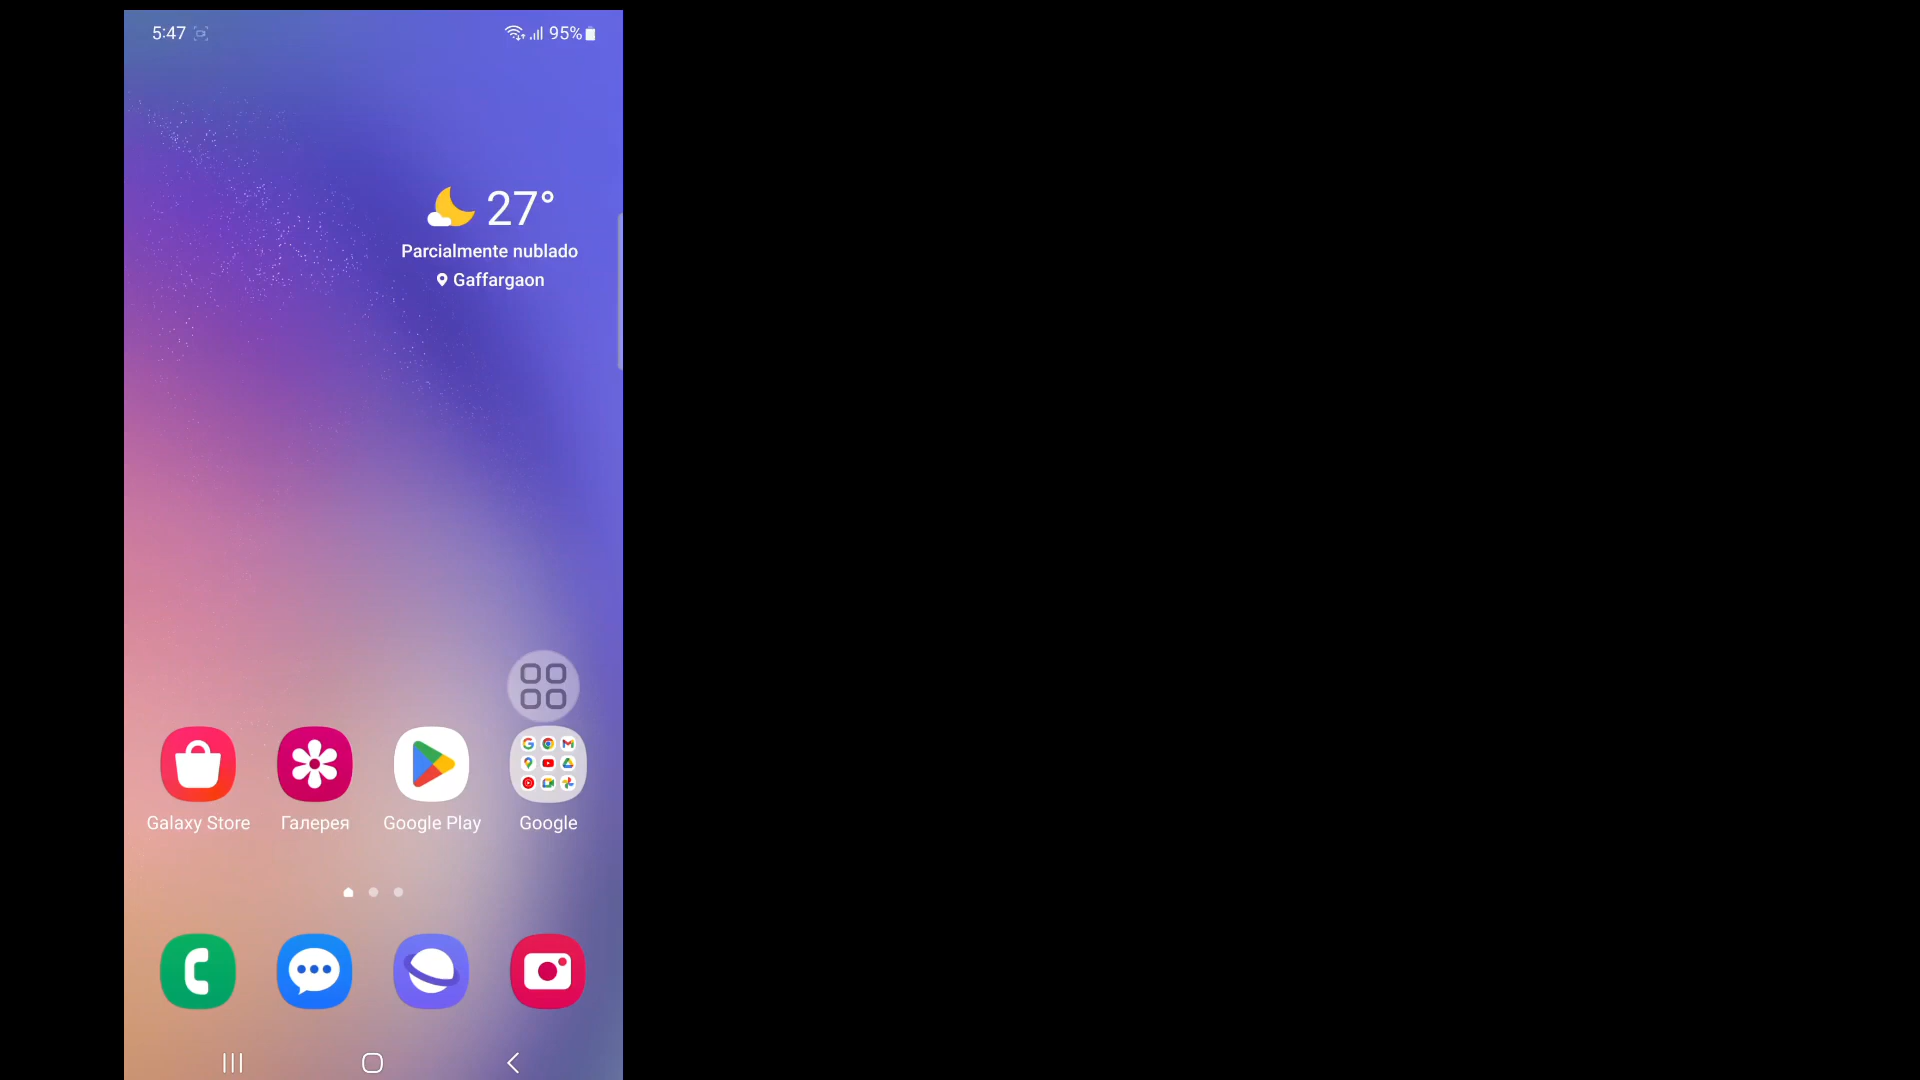 5:47
95%
27°
Parcialmente nublado
Gaffargaon
Galaxy Store
Галерея
Google Play
Google